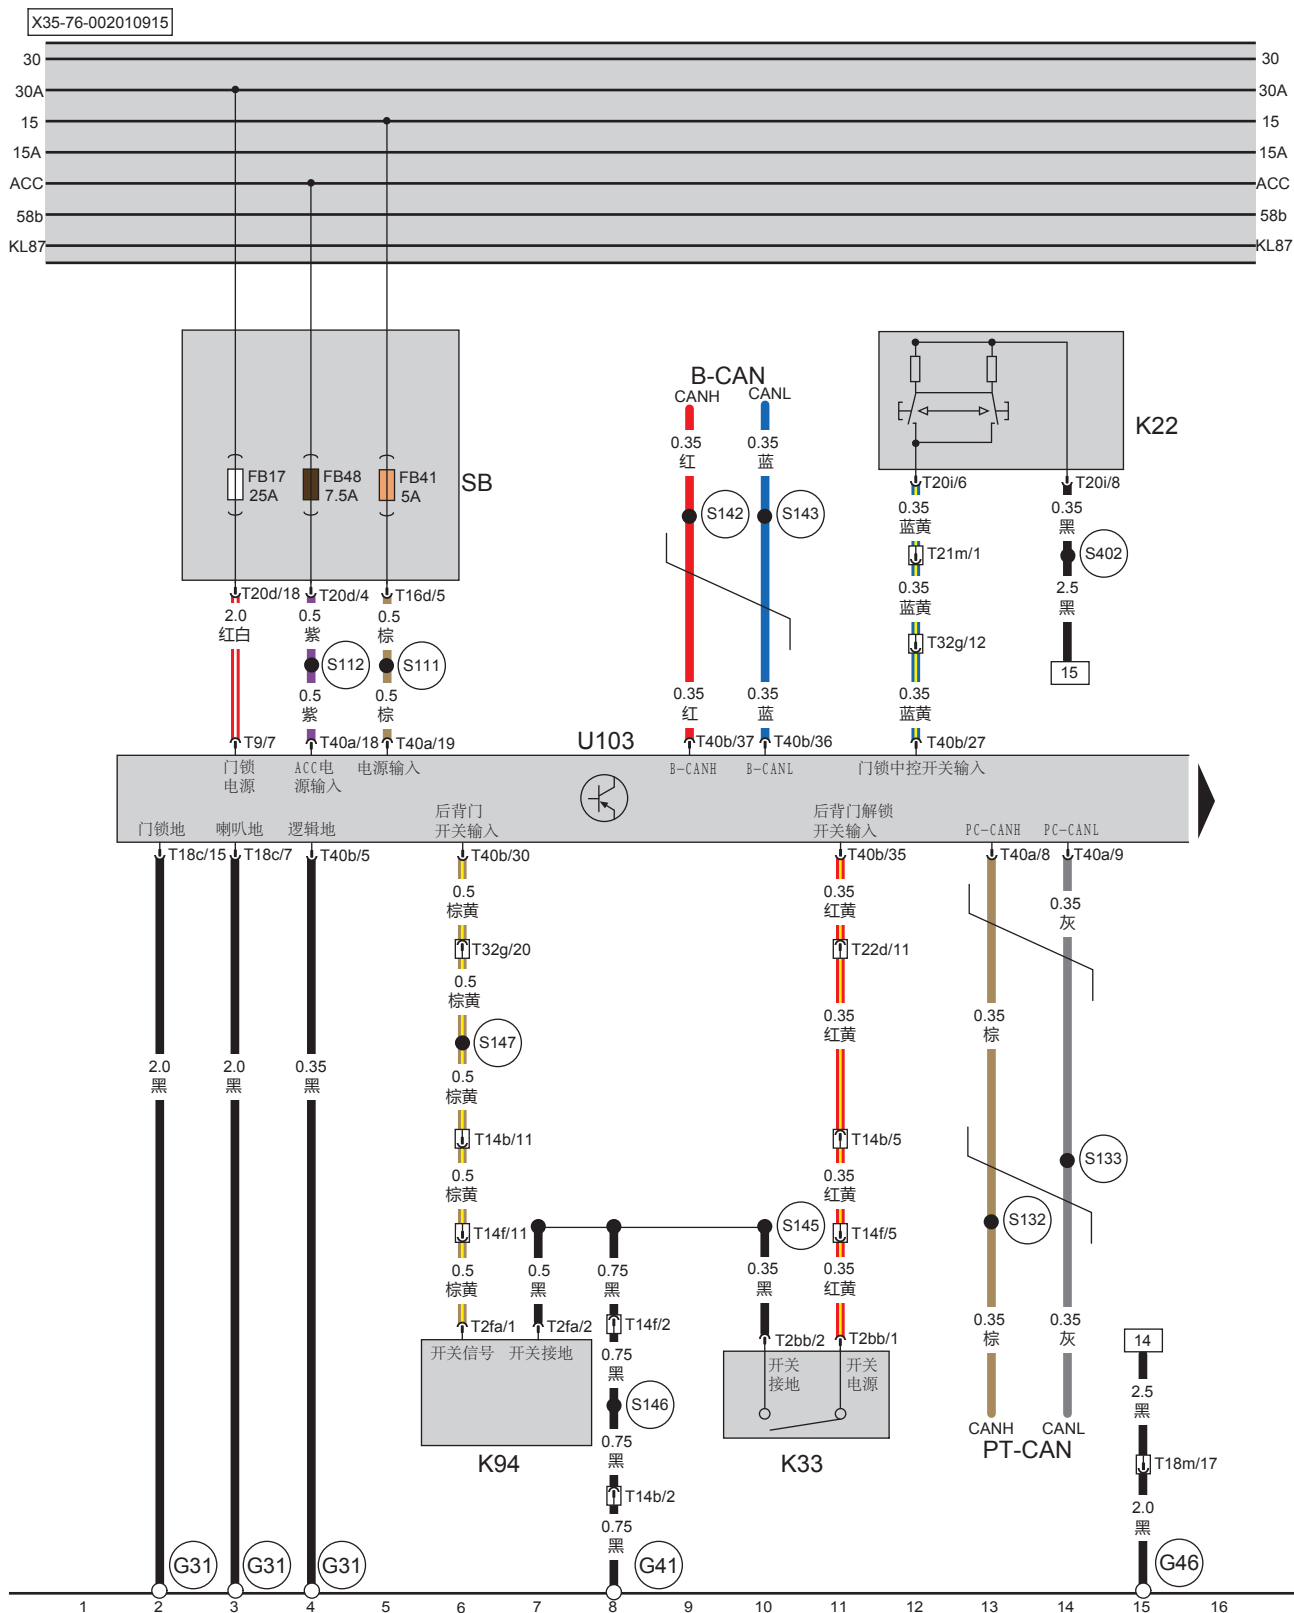 X35-76-002010915
30 30
30A 30A
15 15
15A 15A
ACC ACC
58b 58b
KL87 KL87
B-CAN
CANH CANL
K22
FB17 25A
FB48 7.5A
FB41 5A
SB
0.35 红
0.35 蓝
S142
S143
T20i/6
T20i/8
0.35 蓝黄
0.35 黑
T21m/1
S402
T20d/18
T20d/4
T16d/5
2.0 红白
0.5 紫
0.5 棕
0.35 蓝黄
2.5 黑
S112
S111
T32g/12
15
0.5 紫
0.5 棕
0.35 红
0.35 蓝
0.35 蓝黄
T9/7
T40a/18
T40a/19
U103
T40b/37
T40b/36
T40b/27
门锁电源
ACC电源输入
电源输入
B-CANH
B-CANL
门锁中控开关输入
门锁地
喇叭地
逻辑地
后背门开关输入
后背门解锁开关输入
PC-CANH
PC-CANL
T18c/15
T18c/7
T40b/5
T40b/30
T40b/35
T40a/8
T40a/9
0.5 棕黄
0.35 红黄
0.35 灰
T32g/20
T22d/11
0.5 棕黄
0.35 红黄
0.35 棕
S147
2.0 黑
2.0 黑
0.35 黑
0.5 棕黄
T14b/11
T14b/5
S133
0.5 棕黄
0.35 红黄
S132
T14f/11
S145
T14f/5
0.5 棕黄
0.5 黑
0.75 黑
0.35 黑
0.35 红黄
T2fa/1
T2fa/2
T14f/2
T2bb/2
T2bb/1
0.35 棕
0.35 灰
14
开关信号
开关接地
0.75 黑
开关接地
开关电源
S146
2.5 黑
CANH CANL
K94
0.75 黑
K33
PT-CAN
T18m/17
T14b/2
2.0 黑
0.75 黑
G31
G31
G31
G41
G46
1 2 3 4 5 6 7 8 9 10 11 12 13 14 15 16